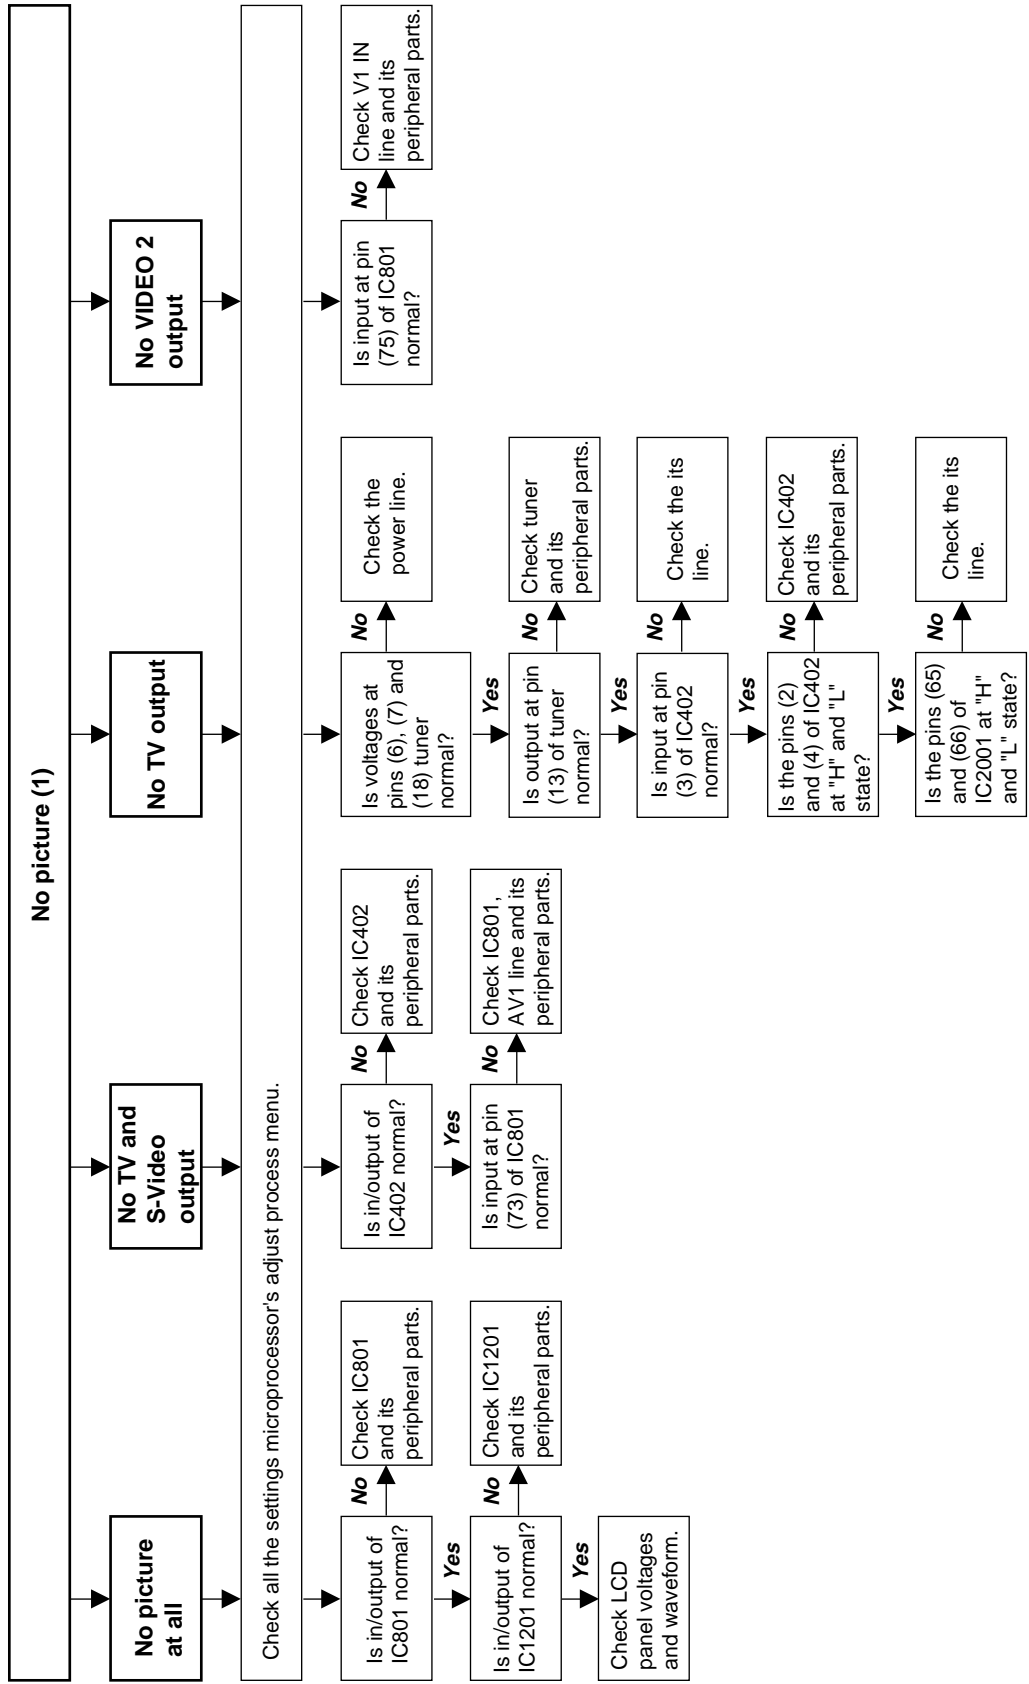 No picture (1)
No picture
at all
No TV and
S-Video
output
No TV output
No VIDEO 2
output
Check all the settings microprocessor's adjust process menu.
Is in/output of
IC801 normal?
No
Check IC801
and its
peripheral parts.
Yes
Is in/output of
IC1201 normal?
No
Check IC1201
and its
peripheral parts.
Yes
Check LCD
panel voltages
and waveform.
Is in/output of
IC402 normal?
No
Check IC402
and its
peripheral parts.
Yes
Is input at pin
(73) of IC801
normal?
No
Check IC801,
AV1 line and its
peripheral parts.
Is voltages at
pins (6), (7) and
(18) tuner
normal?
No
Check the
power line.
Yes
Is output at pin
(13) of tuner
normal?
No
Check tuner
and its
peripheral parts.
Yes
Is input at pin
(3) of IC402
normal?
No
Check the its
line.
Yes
Is the pins (2)
and (4) of IC402
at "H" and "L"
state?
No
Check IC402
and its
peripheral parts.
Yes
Is the pins (65)
and (66) of
IC2001 at "H"
and "L" state?
No
Check the its
line.
Is input at pin
(75) of IC801
normal?
No
Check V1 IN
line and its
peripheral parts.